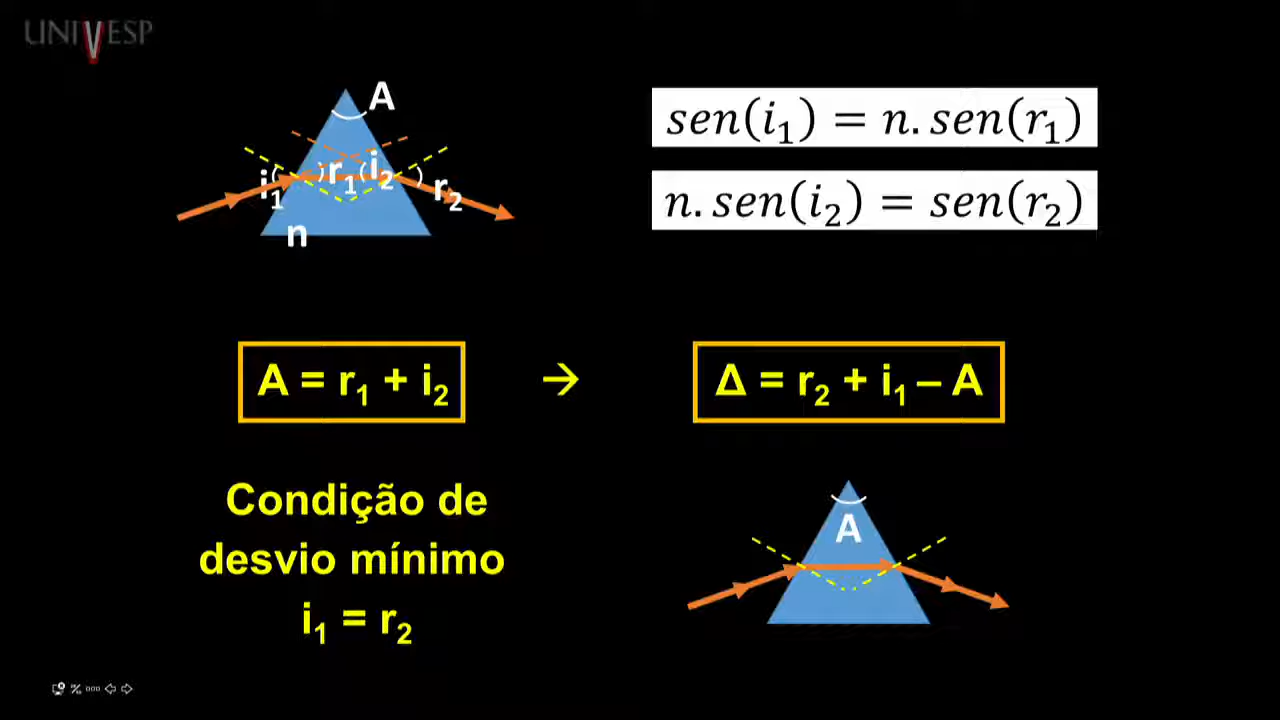 UNIVESP
A
i₁
r₁
i₂
r₂
n
sen(i₁) = n.sen(r₁)
n.sen(i₂) = sen(r₂)
A = r₁ + i₂ → Δ = r₂ + i₁ – A
Condição de
desvio mínimo
i₁ = r₂
A